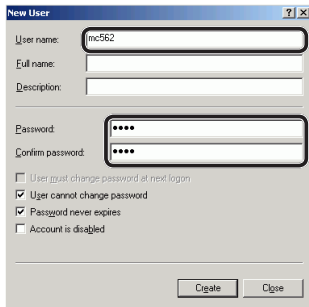 New User
User name: mc562
Full name:
Description:
Password: ●●●●
Confirm password: ●●●●
User must change password at next logon
User cannot change password
Password never expires
Account is disabled
Create Close